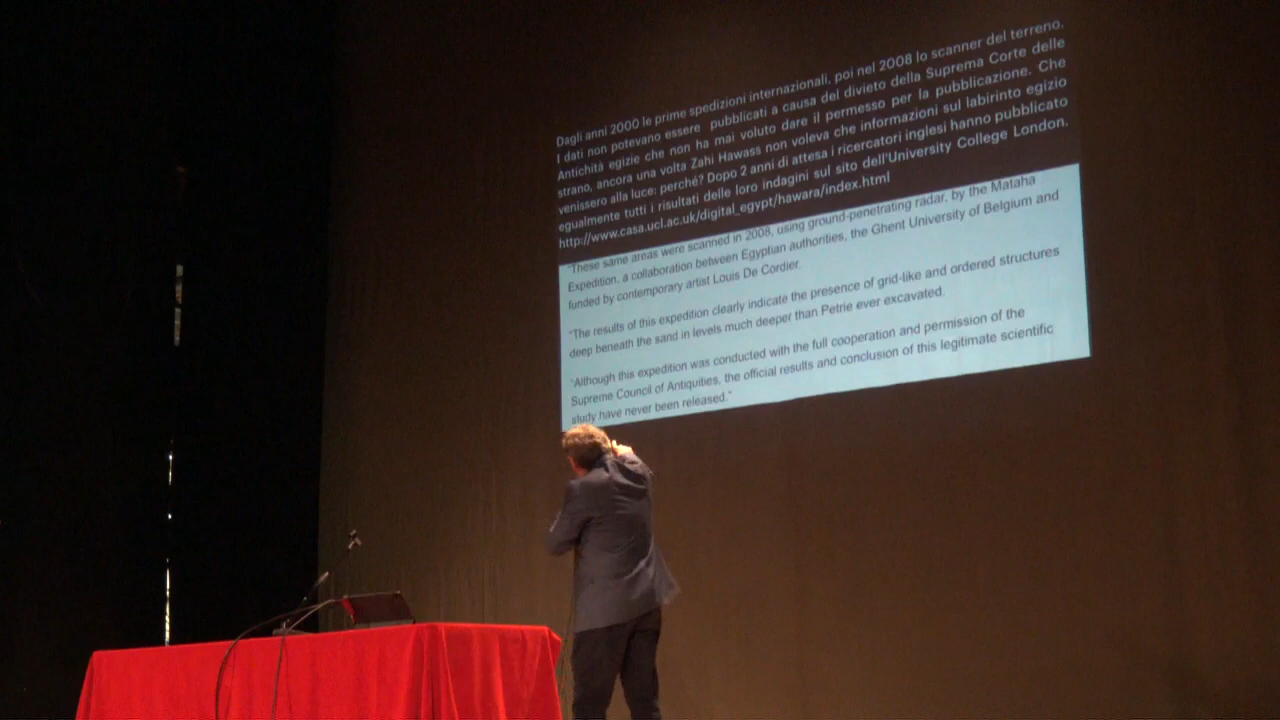 Dagli anni 2000 le prime spedizioni internazionali, poi nel 2008 lo scanner del terreno.
I dati non potevano essere pubblicati a causa del divieto della Suprema Corte delle
Antichità egizie che non ha mai voluto dare il permesso per la pubblicazione. Che
strano, ancora una volta Zahi Hawass non voleva che informazioni sul labirinto egizio
venissero alla luce: perché? Dopo 2 anni di attesa i ricercatori inglesi hanno pubblicato
egualmente tutti i risultati delle loro indagini sul sito dell'University College London.
http://www.casa.ucl.ac.uk/digital_egypt/hawara/index.html
"These same areas were scanned in 2008, using ground-penetrating radar, by the Mataha
Expedition, a collaboration between Egyptian authorities, the Ghent University of Belgium and
funded by contemporary artist Louis De Cordier.
"The results of this expedition clearly indicate the presence of grid-like and ordered structures
deep beneath the sand in levels much deeper than Petrie ever excavated.
"Although this expedition was conducted with the full cooperation and permission of the
Supreme Council of Antiquities, the official results and conclusion of this legitimate scientific
study have never been released."